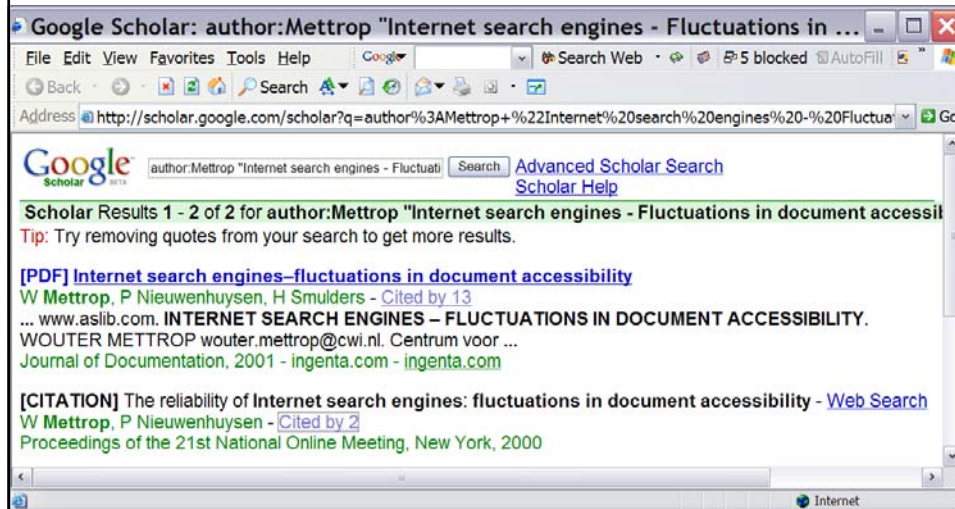 Google Scholar: author:Mettrop "Internet search engines - Fluctuations in ...
File Edit View Favorites Tools Help Google Search Web 5 blocked AutoFill
Back Search
Address http://scholar.google.com/scholar?q=author%3AMettrop+%22Internet%20search%20engines%20-%20Fluctua Go
Google Scholar BETA author:Mettrop "Internet search engines - Fluctuati Search Advanced Scholar Search
Scholar Help
Scholar Results 1 - 2 of 2 for author:Mettrop "Internet search engines - Fluctuations in document accessib
Tip: Try removing quotes from your search to get more results.
[PDF] Internet search engines–fluctuations in document accessibility
W Mettrop, P Nieuwenhuysen, H Smulders - Cited by 13
... www.aslib.com. INTERNET SEARCH ENGINES – FLUCTUATIONS IN DOCUMENT ACCESSIBILITY.
WOUTER METTROP wouter.mettrop@cwi.nl. Centrum voor ...
Journal of Documentation, 2001 - ingenta.com - ingenta.com
[CITATION] The reliability of Internet search engines: fluctuations in document accessibility - Web Search
W Mettrop, P Nieuwenhuysen - Cited by 2
Proceedings of the 21st National Online Meeting, New York, 2000
Internet